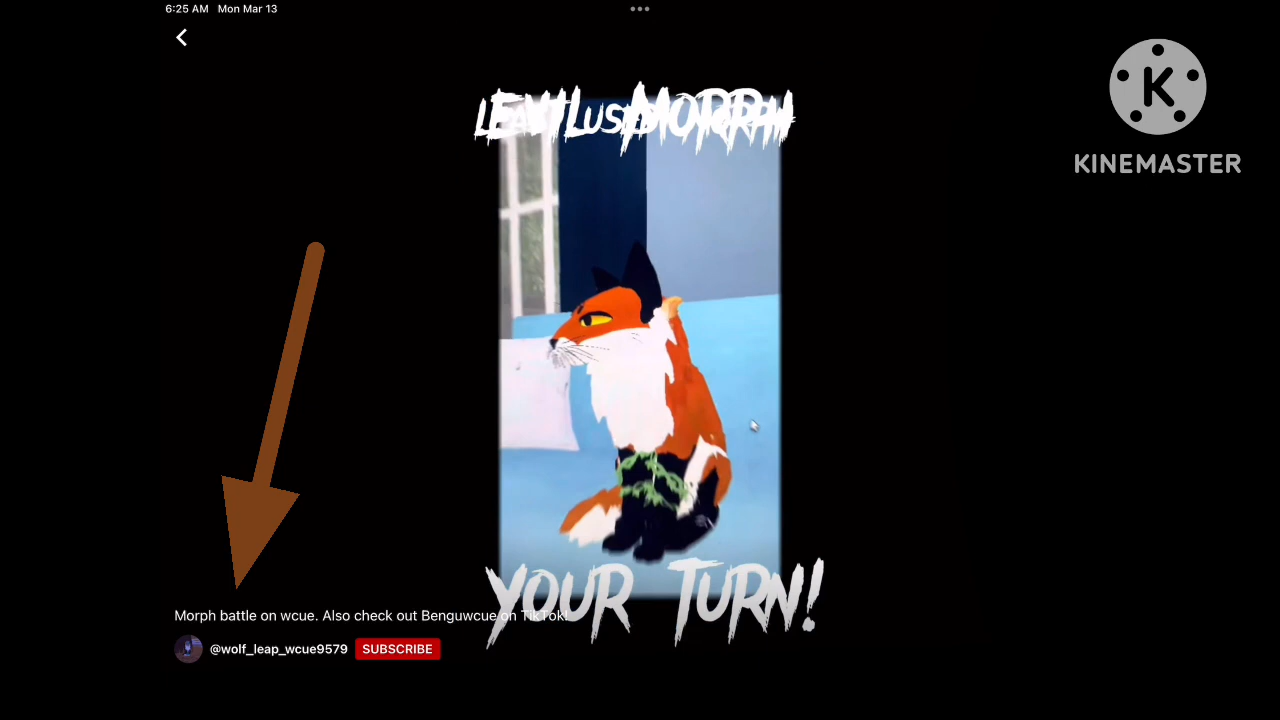 6:25 AM Mon Mar 13
K
KINEMASTER
MORPH
YOUR TURN!
Morph battle on wcue. Also check out Benguwcue on TikTok!
@wolf_leap_wcue9579 SUBSCRIBE